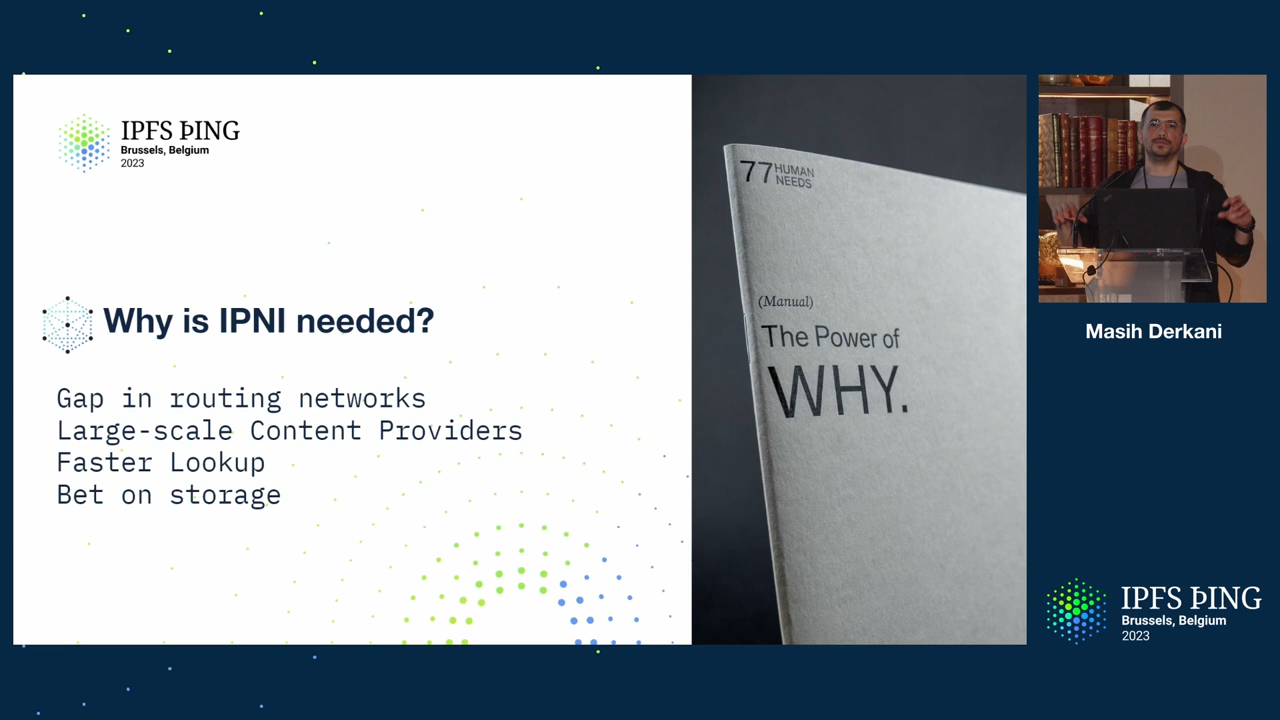 IPFS ÞING
Brussels, Belgium
2023
Why is IPNI needed?
Gap in routing networks
Large-scale Content Providers
Faster Lookup
Bet on storage
77 HUMAN
NEEDS
(Manual)
The Power of
WHY.
Masih Derkani
IPFS ÞING
Brussels, Belgium
2023